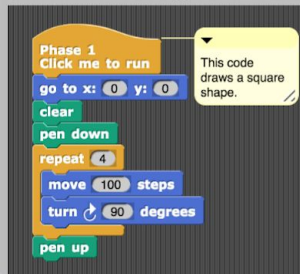 Phase 1
Click me to run
This code
draws a square
shape.
go to x: 0 y: 0
clear
pen down
repeat 4
move 100 steps
turn 90 degrees
pen up